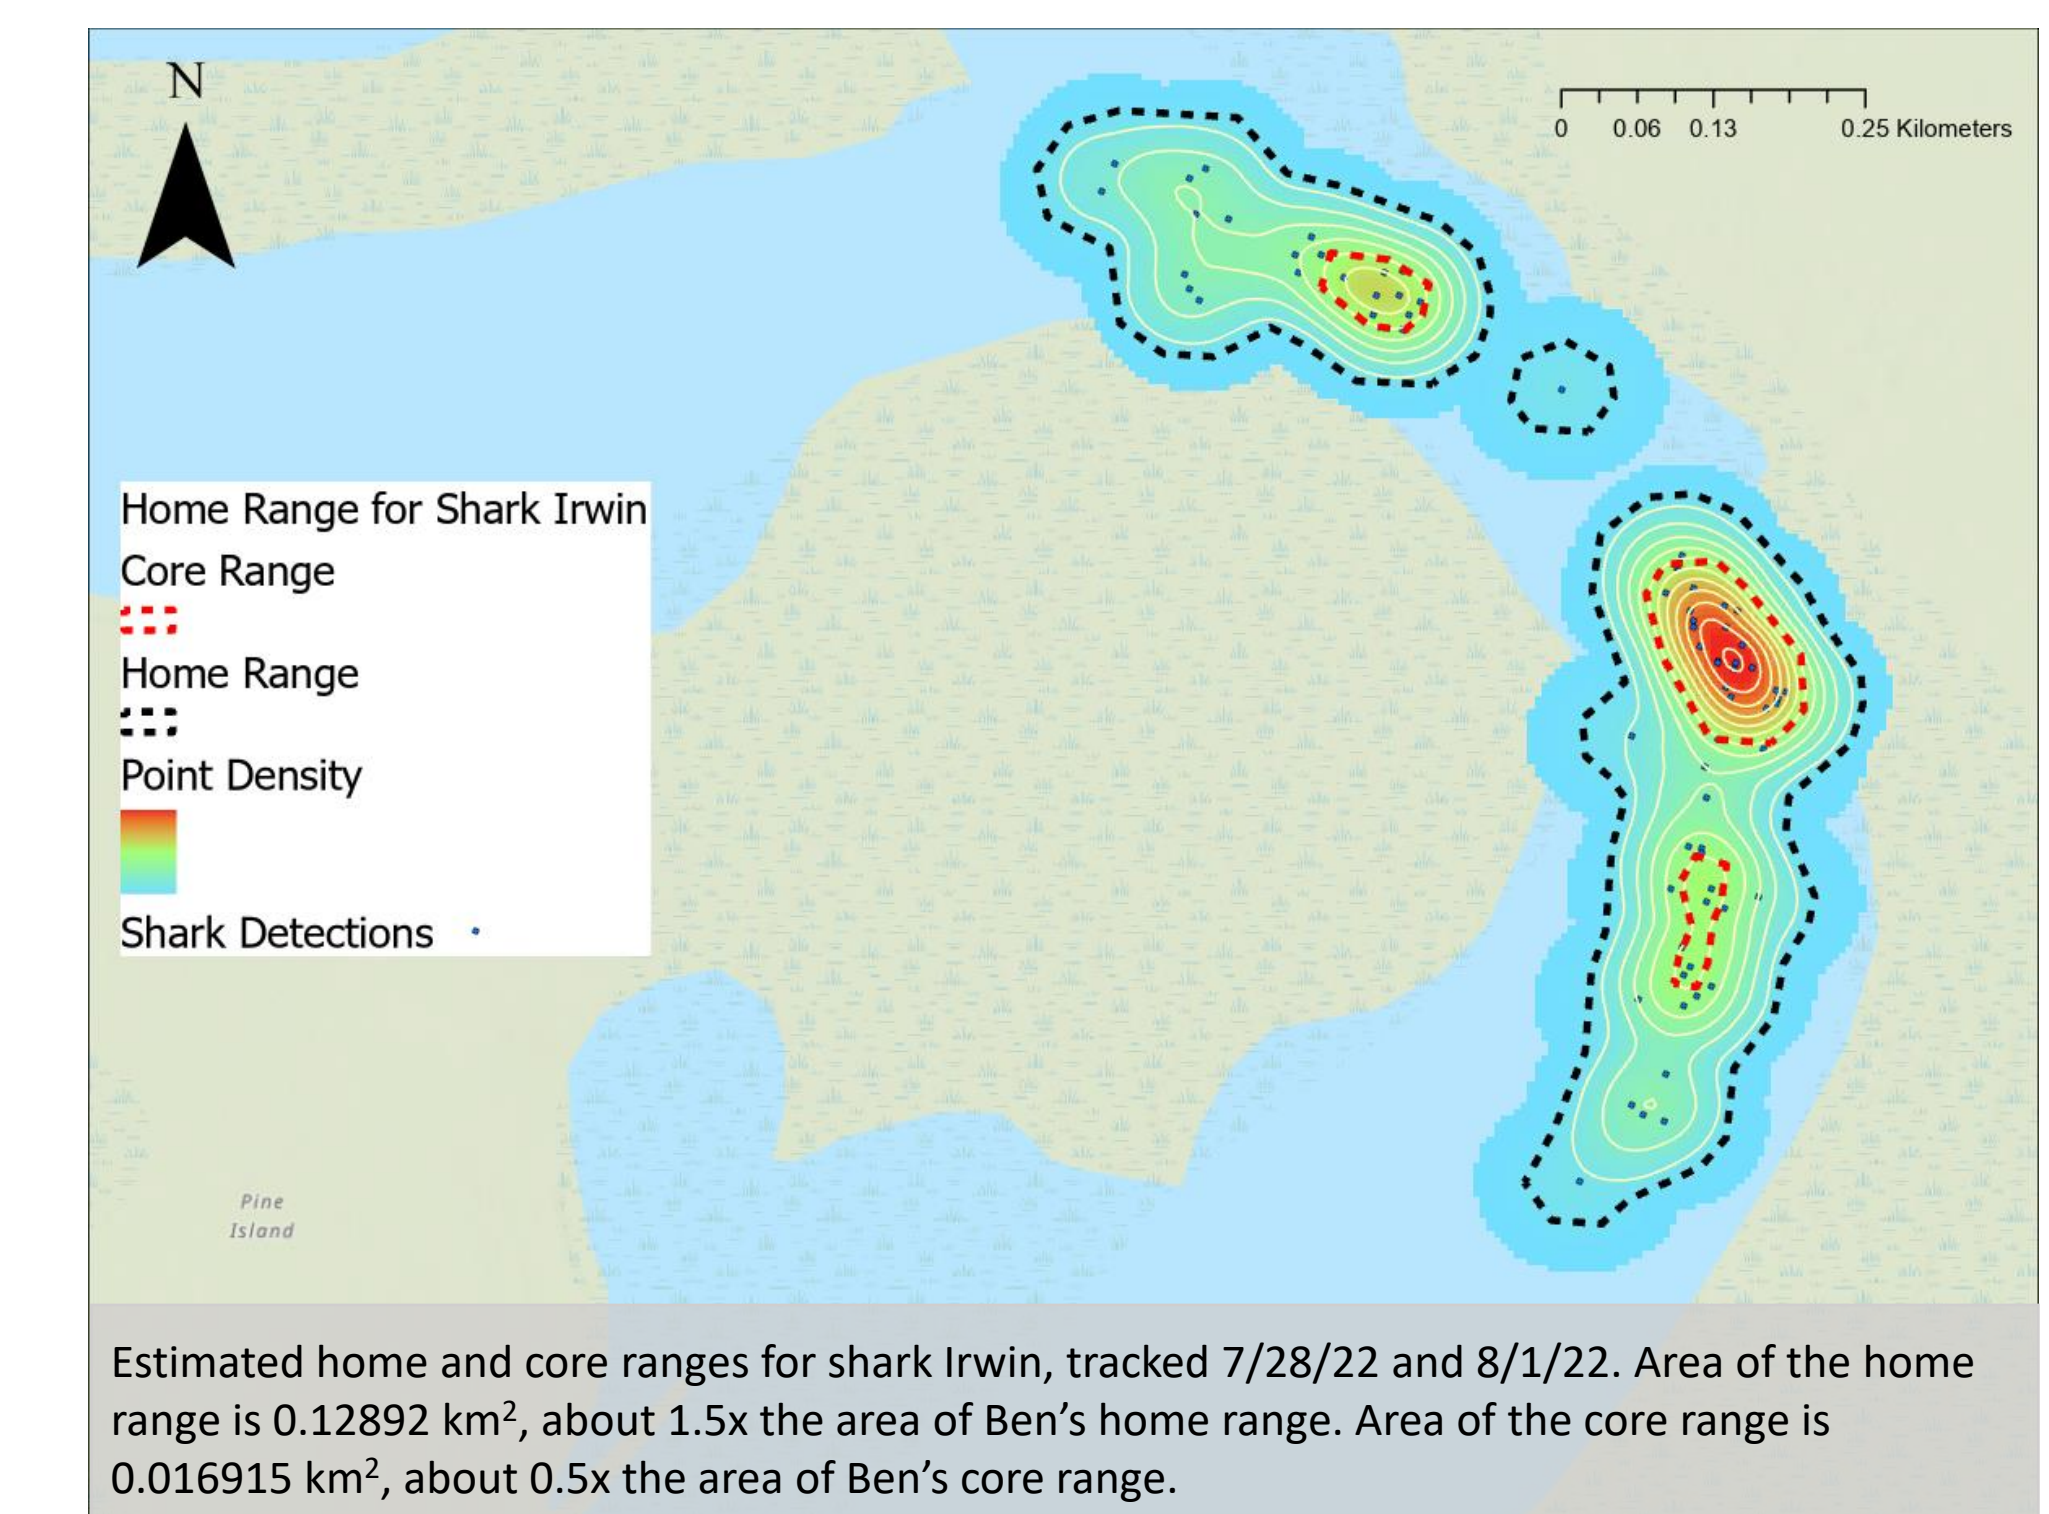 N
0 0.06 0.13 0.25 Kilometers
Home Range for Shark Irwin
Core Range
Home Range
Point Density
Shark Detections
Pine
Island
Estimated home and core ranges for shark Irwin, tracked 7/28/22 and 8/1/22. Area of the home
range is 0.12892 km², about 1.5x the area of Ben’s home range. Area of the core range is
0.016915 km², about 0.5x the area of Ben’s core range.